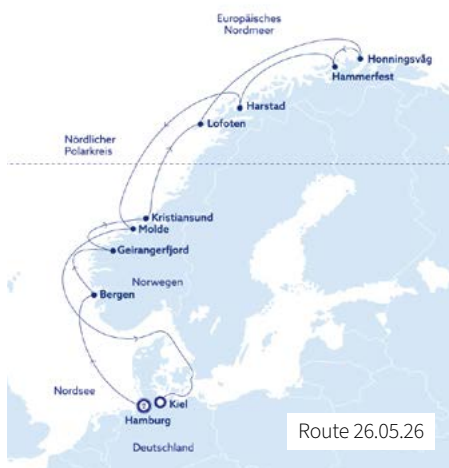 Europäisches
Nordmeer
Honningsvåg
Hammerfest
Harstad
Lofoten
Nördlicher
Polarkreis
Kristiansund
Molde
Geirangerfjord
Norwegen
Bergen
Nordsee
Kiel
Hamburg
Deutschland
Route 26.05.26